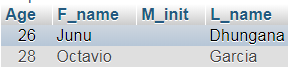 Age F_name M_init L_name
26 Junu Dhungana
28 Octavio Garcia